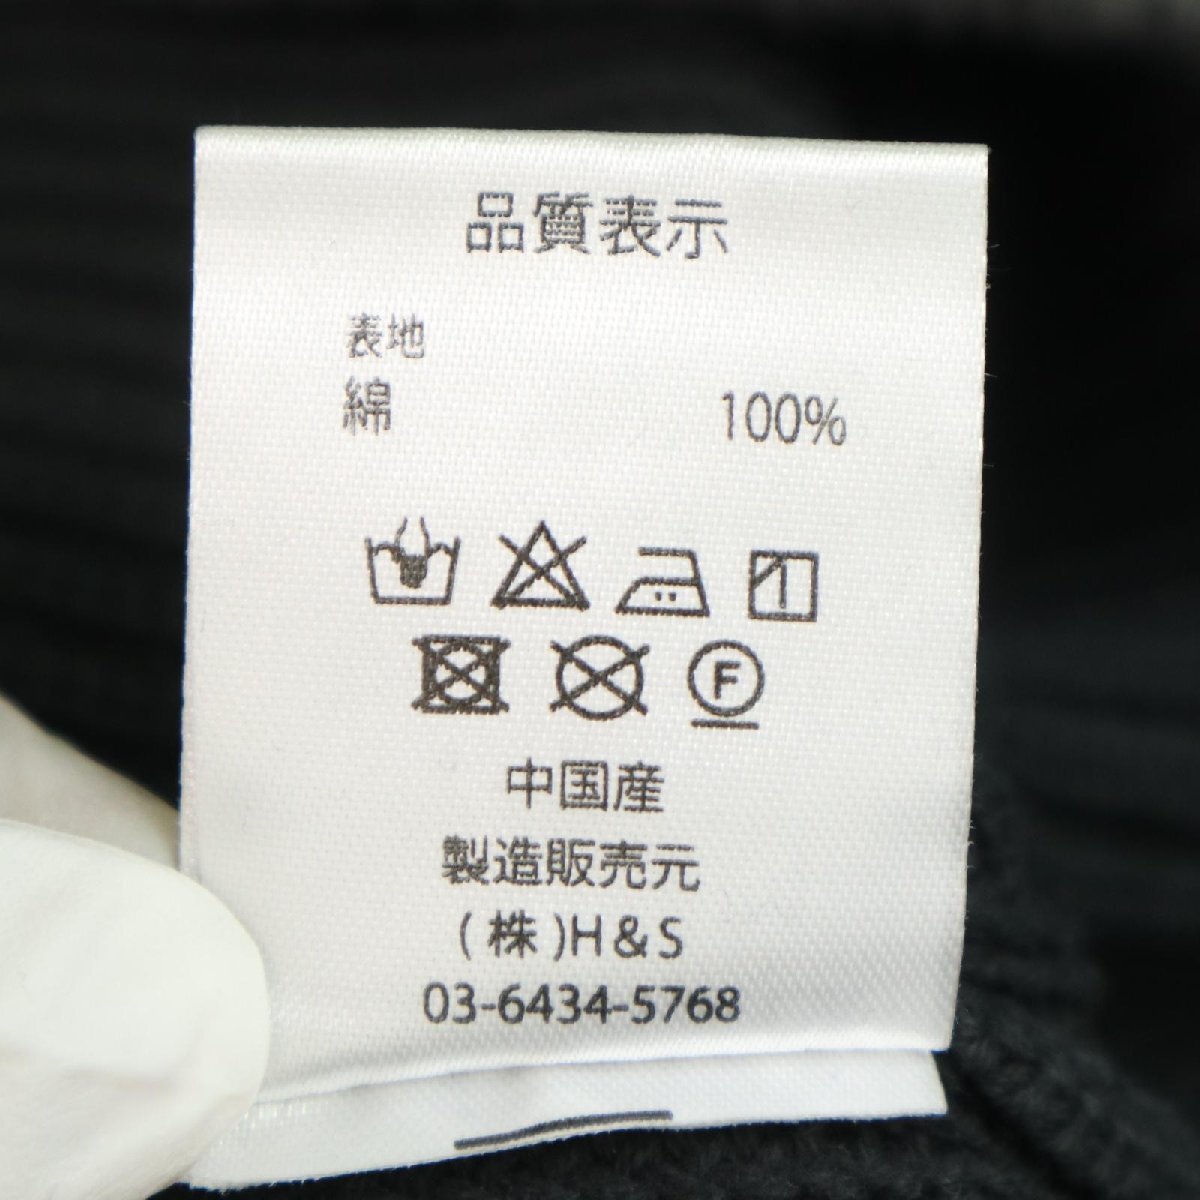 品質表示
表地
綿 100%
F
中国産
製造販売元
(株)H&S
03-6434-5768